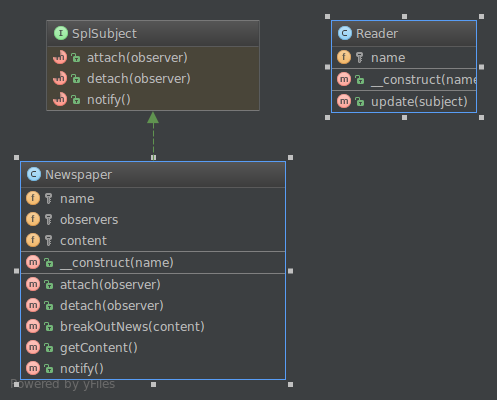 SplSubject
attach(observer)
detach(observer)
notify()
Reader
name
__construct(name
update(subject)
Newspaper
name
observers
content
__construct(name)
attach(observer)
detach(observer)
breakOutNews(content)
getContent()
notify()
Powered by yFiles